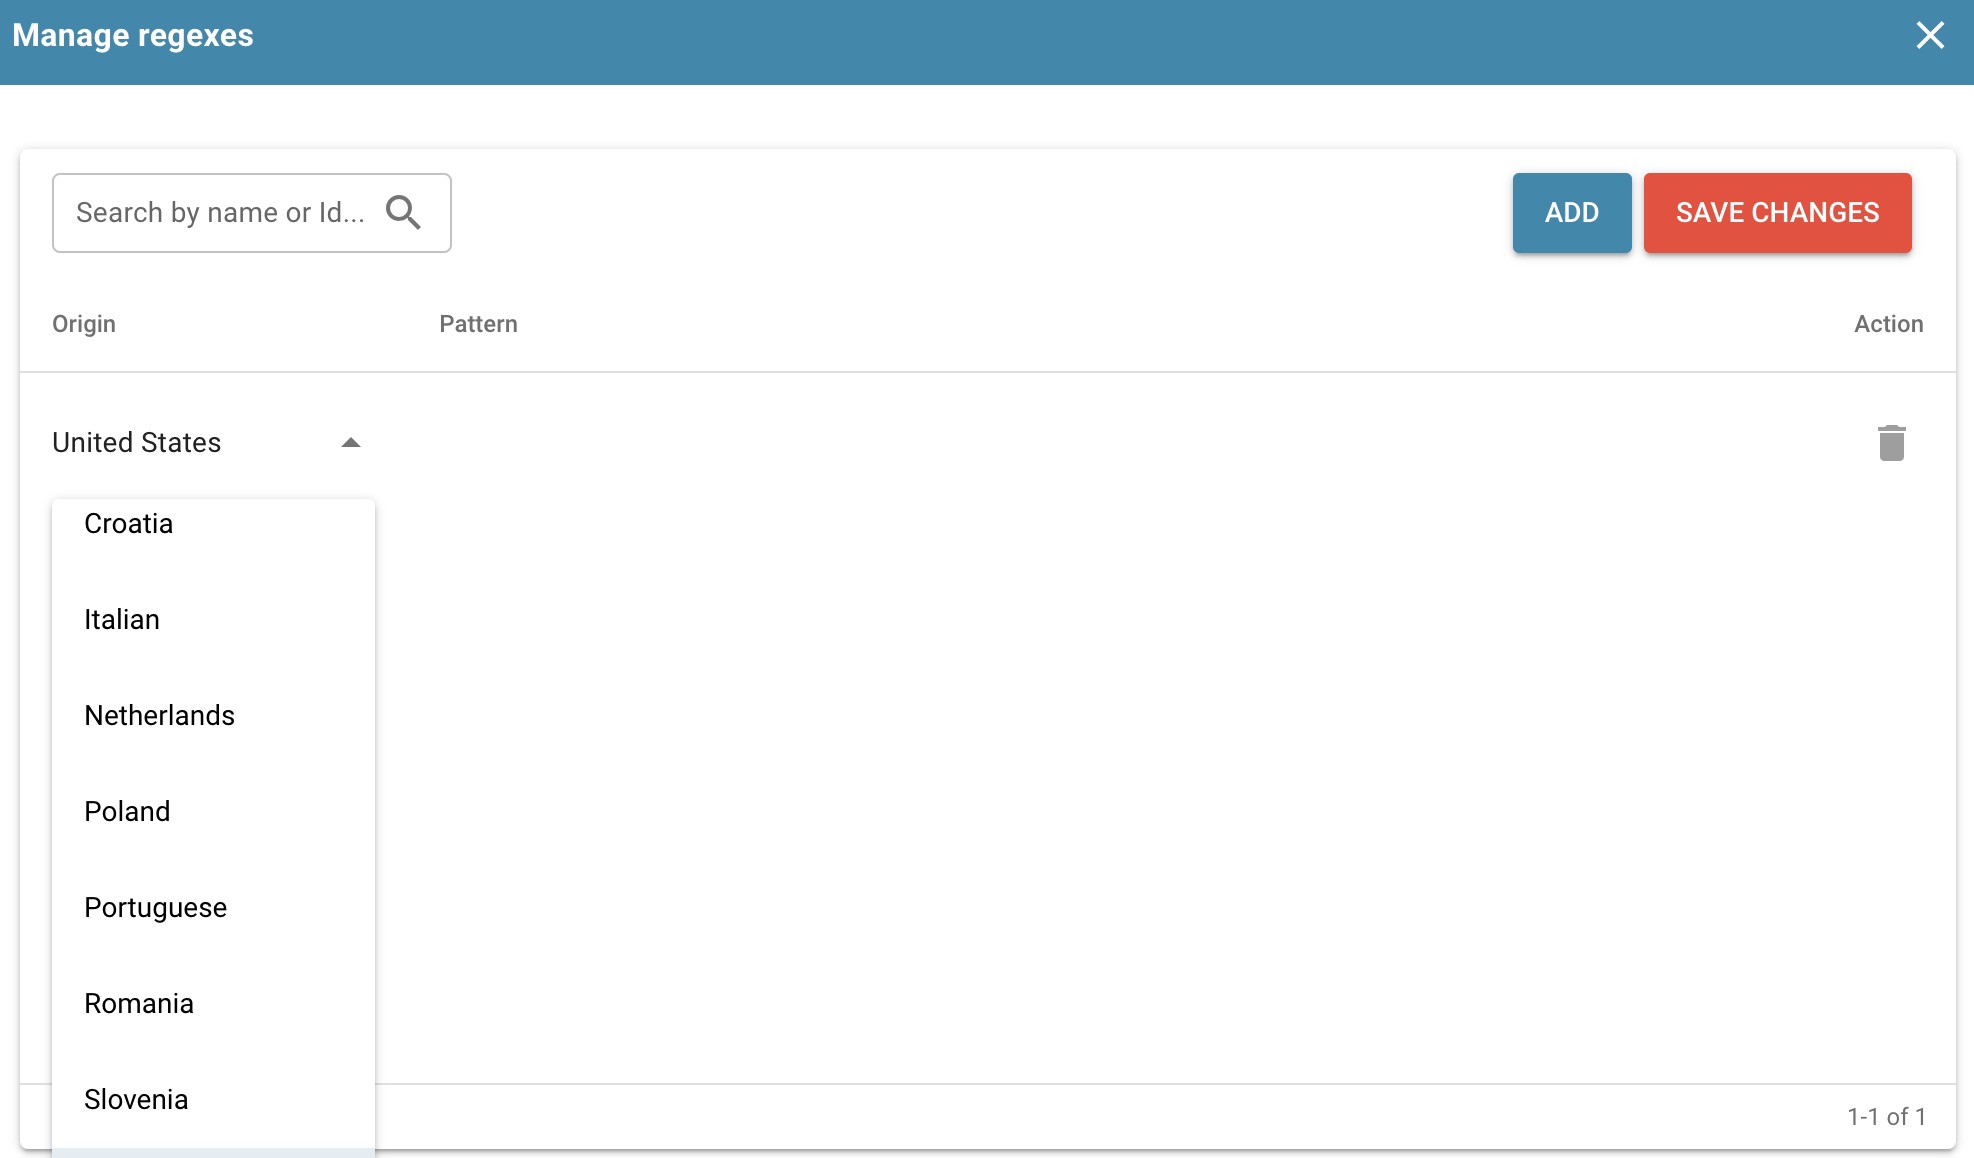 Manage regexes
Search by name or Id...
ADD
SAVE CHANGES
Origin
Pattern
Action
United States
Croatia
Italian
Netherlands
Poland
Portuguese
Romania
Slovenia
1-1 of 1